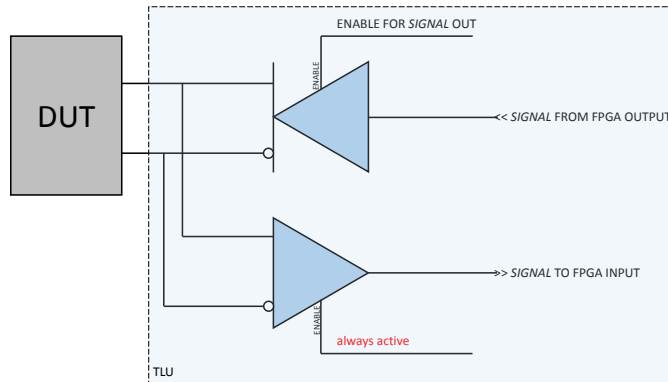 ENABLE FOR SIGNAL OUT
ENABLE
DUT
<< SIGNAL FROM FPGA OUTPUT
>> SIGNAL TO FPGA INPUT
ENABLE
always active
TLU